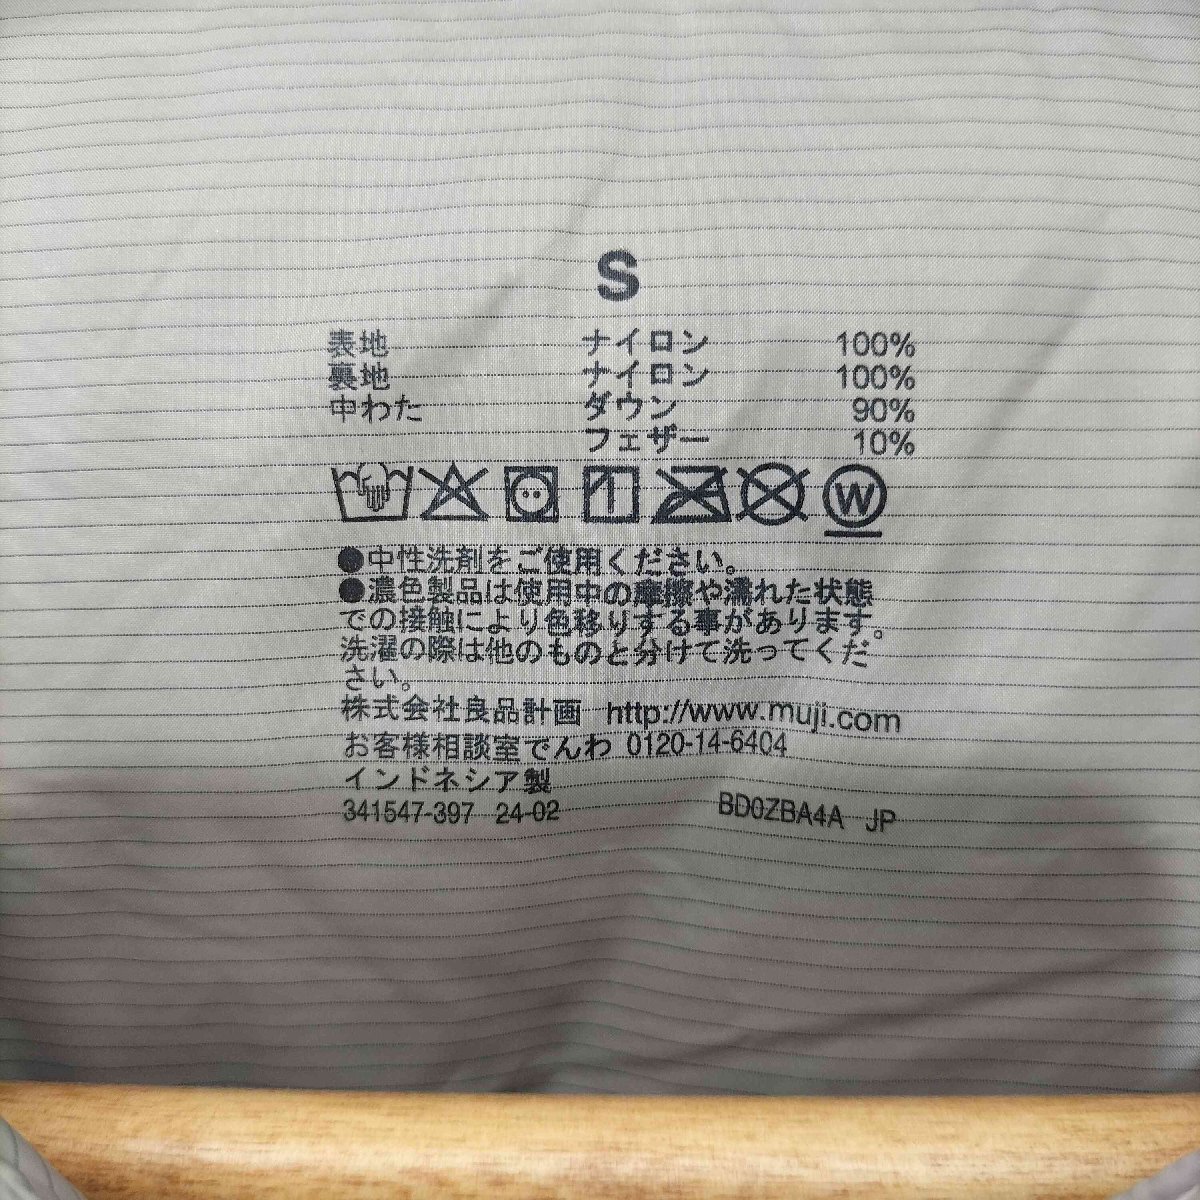 S
表地 ナイロン 100%
裏地 ナイロン 100%
中わた ダウン 90%
フェザー 10%
W
●中性洗剤をご使用ください。
●濃色製品は使用中の摩擦や濡れた状態
での接触により色移りする事があります。
洗濯の際は他のものと分けて洗ってくだ
さい。
株式会社良品計画 http://www.muji.com
お客様相談室でんわ 0120-14-6404
インドネシア製
341547-397 24-02 BD0ZBA4A JP